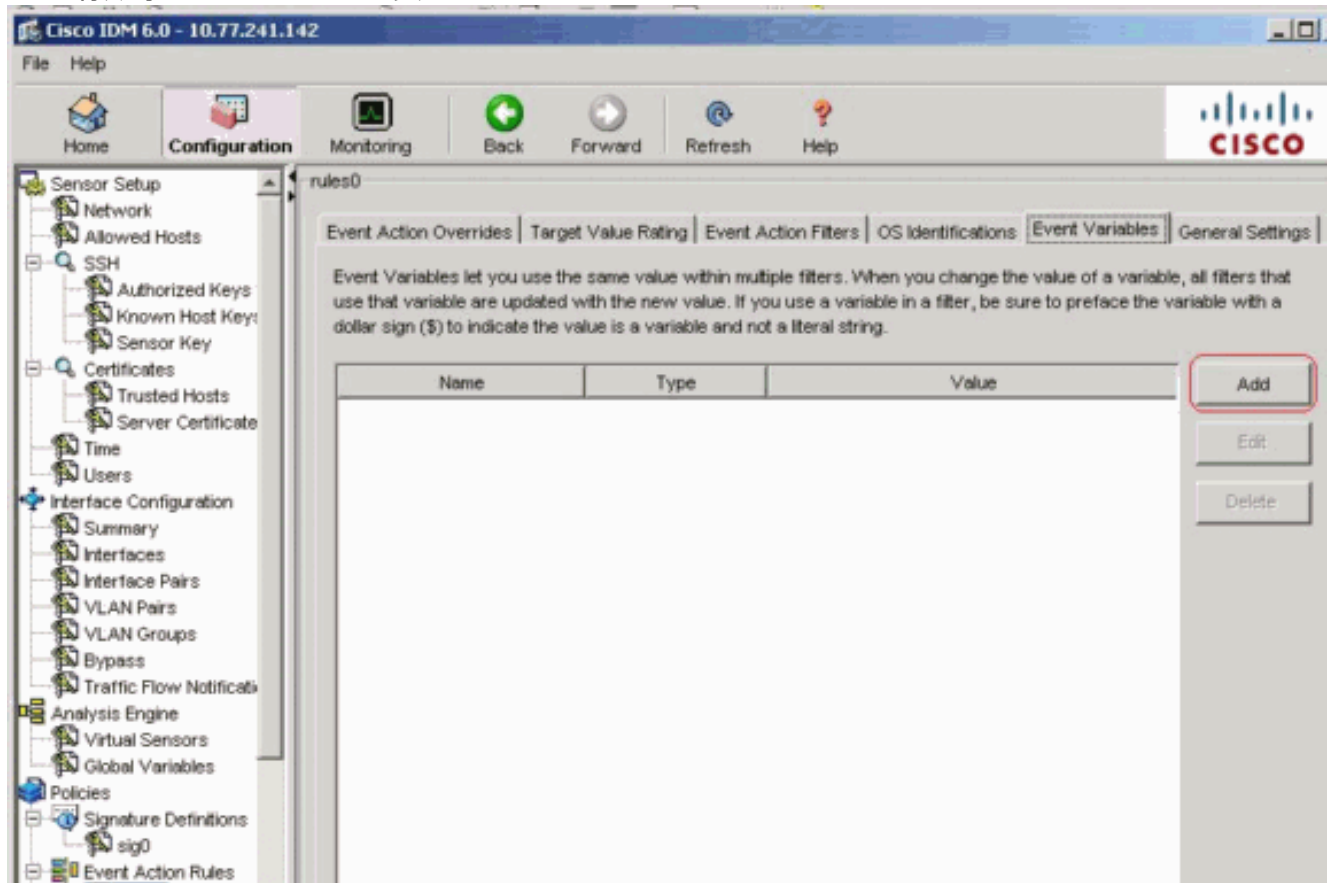 Cisco IDM 6.0 - 10.77.241.142
File Help
Home Configuration Monitoring Back Forward Refresh Help
CISCO
Sensor Setup
Network
Allowed Hosts
SSH
Authorized Keys
Known Host Keys
Sensor Key
Certificates
Trusted Hosts
Server Certificate
Time
Users
Interface Configuration
Summary
Interfaces
Interface Pairs
VLAN Pairs
VLAN Groups
Bypass
Traffic Flow Notificati
Analysis Engine
Virtual Sensors
Global Variables
Policies
Signature Definitions
sig0
Event Action Rules
rules0
Event Action Overrides Target Value Rating Event Action Filters OS Identifications Event Variables General Settings
Event Variables let you use the same value within multiple filters. When you change the value of a variable, all filters that
use that variable are updated with the new value. If you use a variable in a filter, be sure to preface the variable with a
dollar sign ($) to indicate the value is a variable and not a literal string.
Name Type Value
Add
Edit
Delete